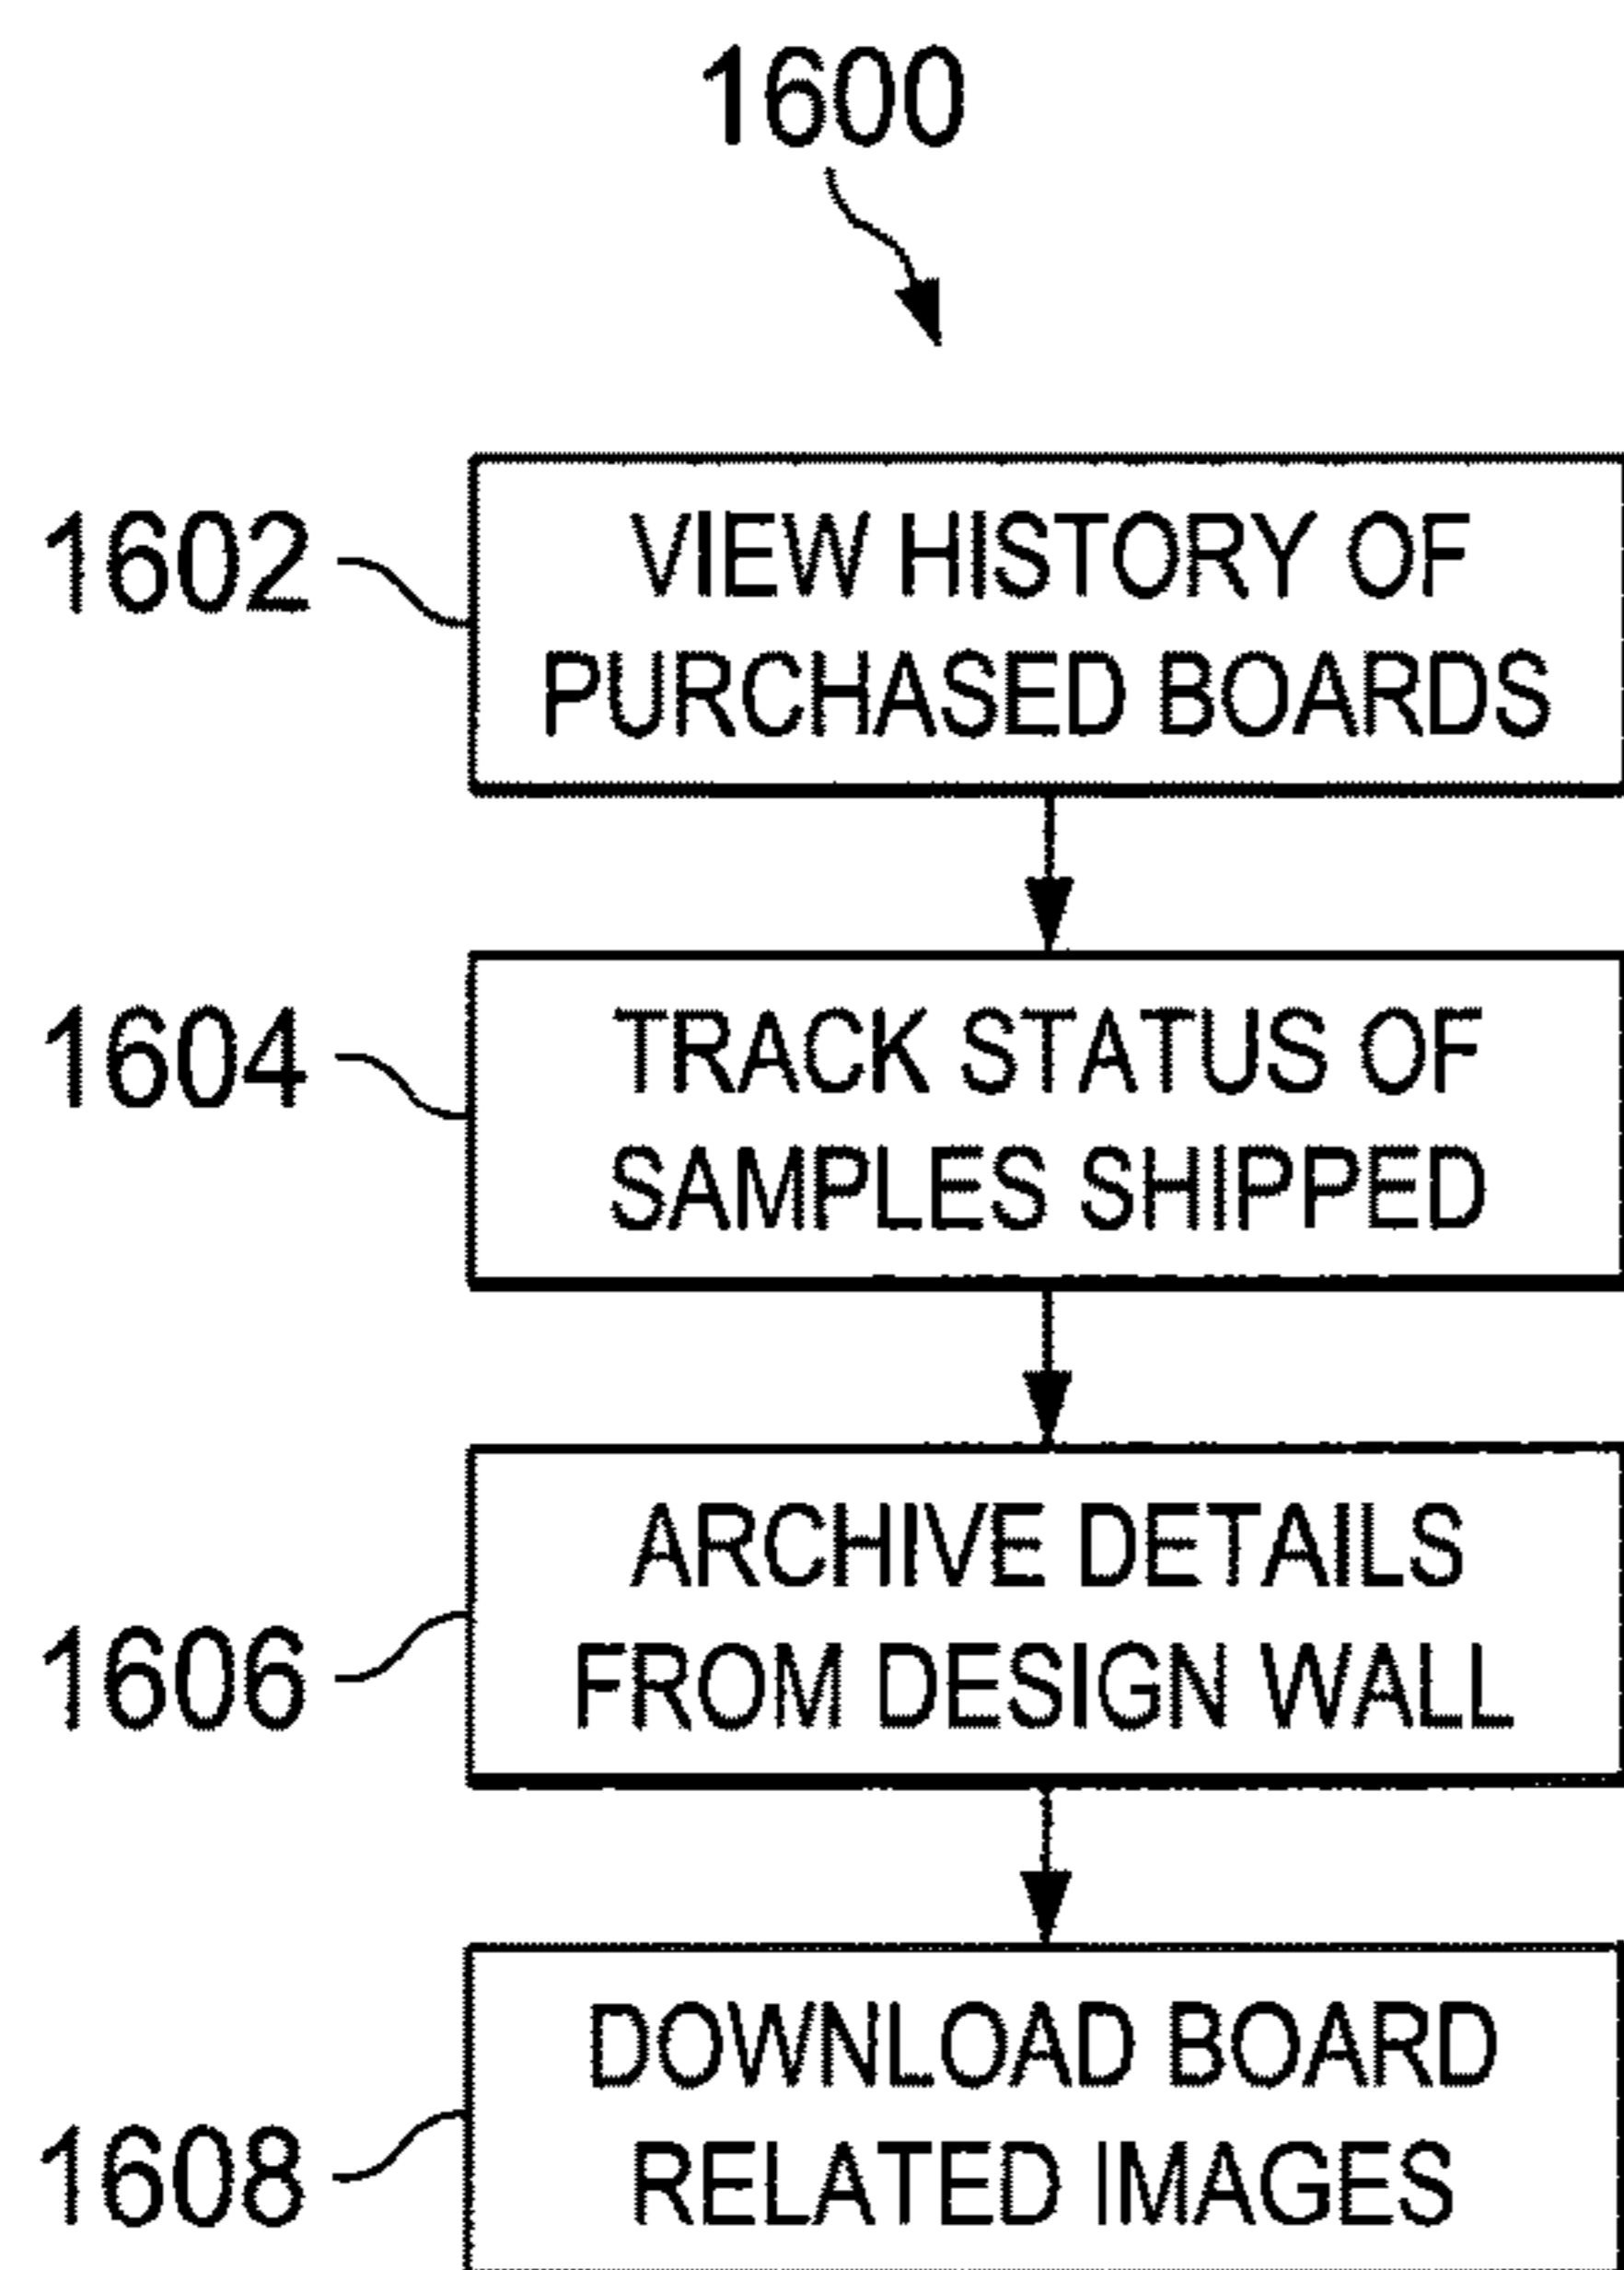 1600
1602
VIEW HISTORY OF
PURCHASED BOARDS
1604
TRACK STATUS OF
SAMPLES SHIPPED
1606
ARCHIVE DETAILS
FROM DESIGN WALL
1608
DOWNLOAD BOARD
RELATED IMAGES